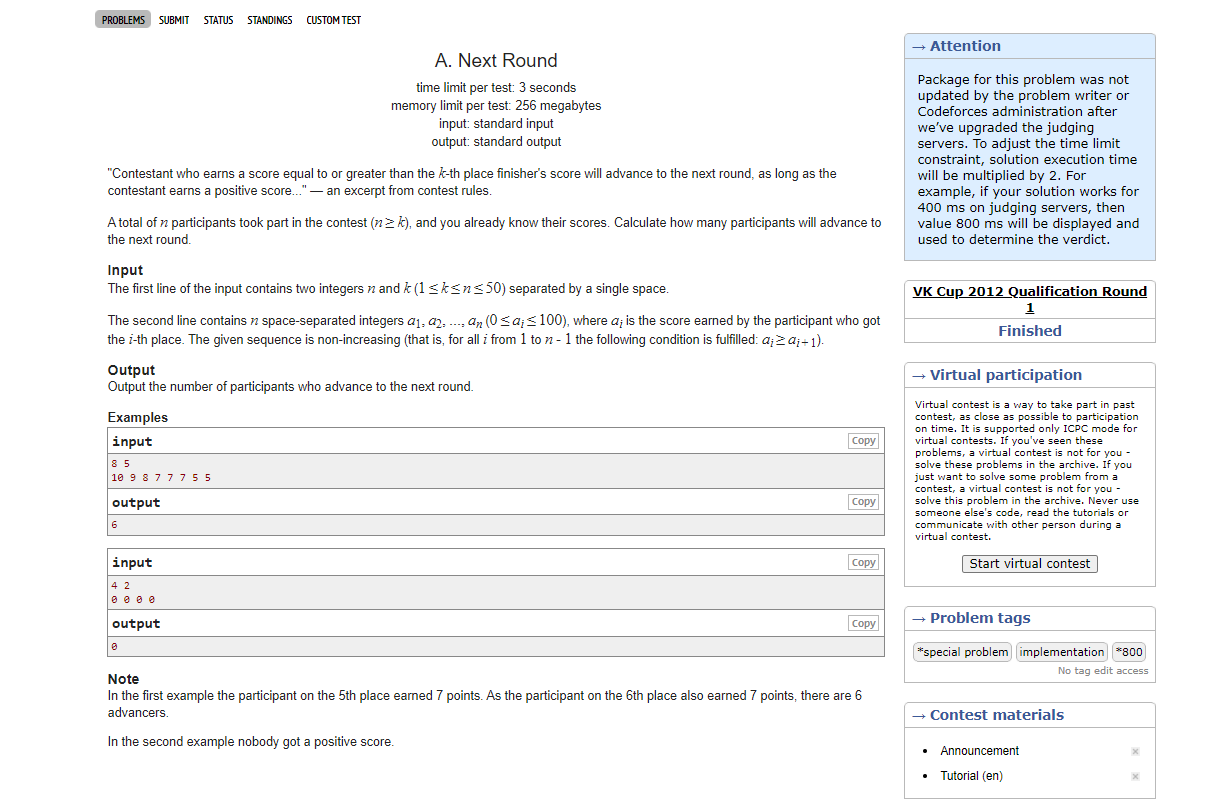 PROBLEMS SUBMIT STATUS STANDINGS CUSTOM TEST
A. Next Round
time limit per test: 3 seconds
memory limit per test: 256 megabytes
input: standard input
output: standard output
"Contestant who earns a score equal to or greater than the k-th place finisher's score will advance to the next round, as long as the
contestant earns a positive score..." — an excerpt from contest rules.
A total of n participants took part in the contest (n ≥ k), and you already know their scores. Calculate how many participants will advance to
the next round.
Input
The first line of the input contains two integers n and k (1 ≤ k ≤ n ≤ 50) separated by a single space.
The second line contains n space-separated integers a1, a2, ..., an (0 ≤ ai ≤ 100), where ai is the score earned by the participant who got
the i-th place. The given sequence is non-increasing (that is, for all i from 1 to n - 1 the following condition is fulfilled: ai ≥ ai + 1).
Output
Output the number of participants who advance to the next round.
Examples
input Copy
8 5
10 9 8 7 7 7 5 5
output Copy
6
input Copy
4 2
0 0 0 0
output Copy
0
Note
In the first example the participant on the 5th place earned 7 points. As the participant on the 6th place also earned 7 points, there are 6
advancers.
In the second example nobody got a positive score.
→ Attention
Package for this problem was not
updated by the problem writer or
Codeforces administration after
we've upgraded the judging
servers. To adjust the time limit
constraint, solution execution time
will be multiplied by 2. For
example, if your solution works for
400 ms on judging servers, then
value 800 ms will be displayed and
used to determine the verdict.
VK Cup 2012 Qualification Round
1
Finished
→ Virtual participation
Virtual contest is a way to take part in past
contest, as close as possible to participation
on time. It is supported only ICPC mode for
virtual contests. If you've seen these
problems, a virtual contest is not for you -
solve these problems in the archive. If you
just want to solve some problem from a
contest, a virtual contest is not for you -
solve this problem in the archive. Never use
someone else's code, read the tutorials or
communicate with other person during a
virtual contest.
Start virtual contest
→ Problem tags
*special problem implementation *800
No tag edit access
→ Contest materials
• Announcement
• Tutorial (en)